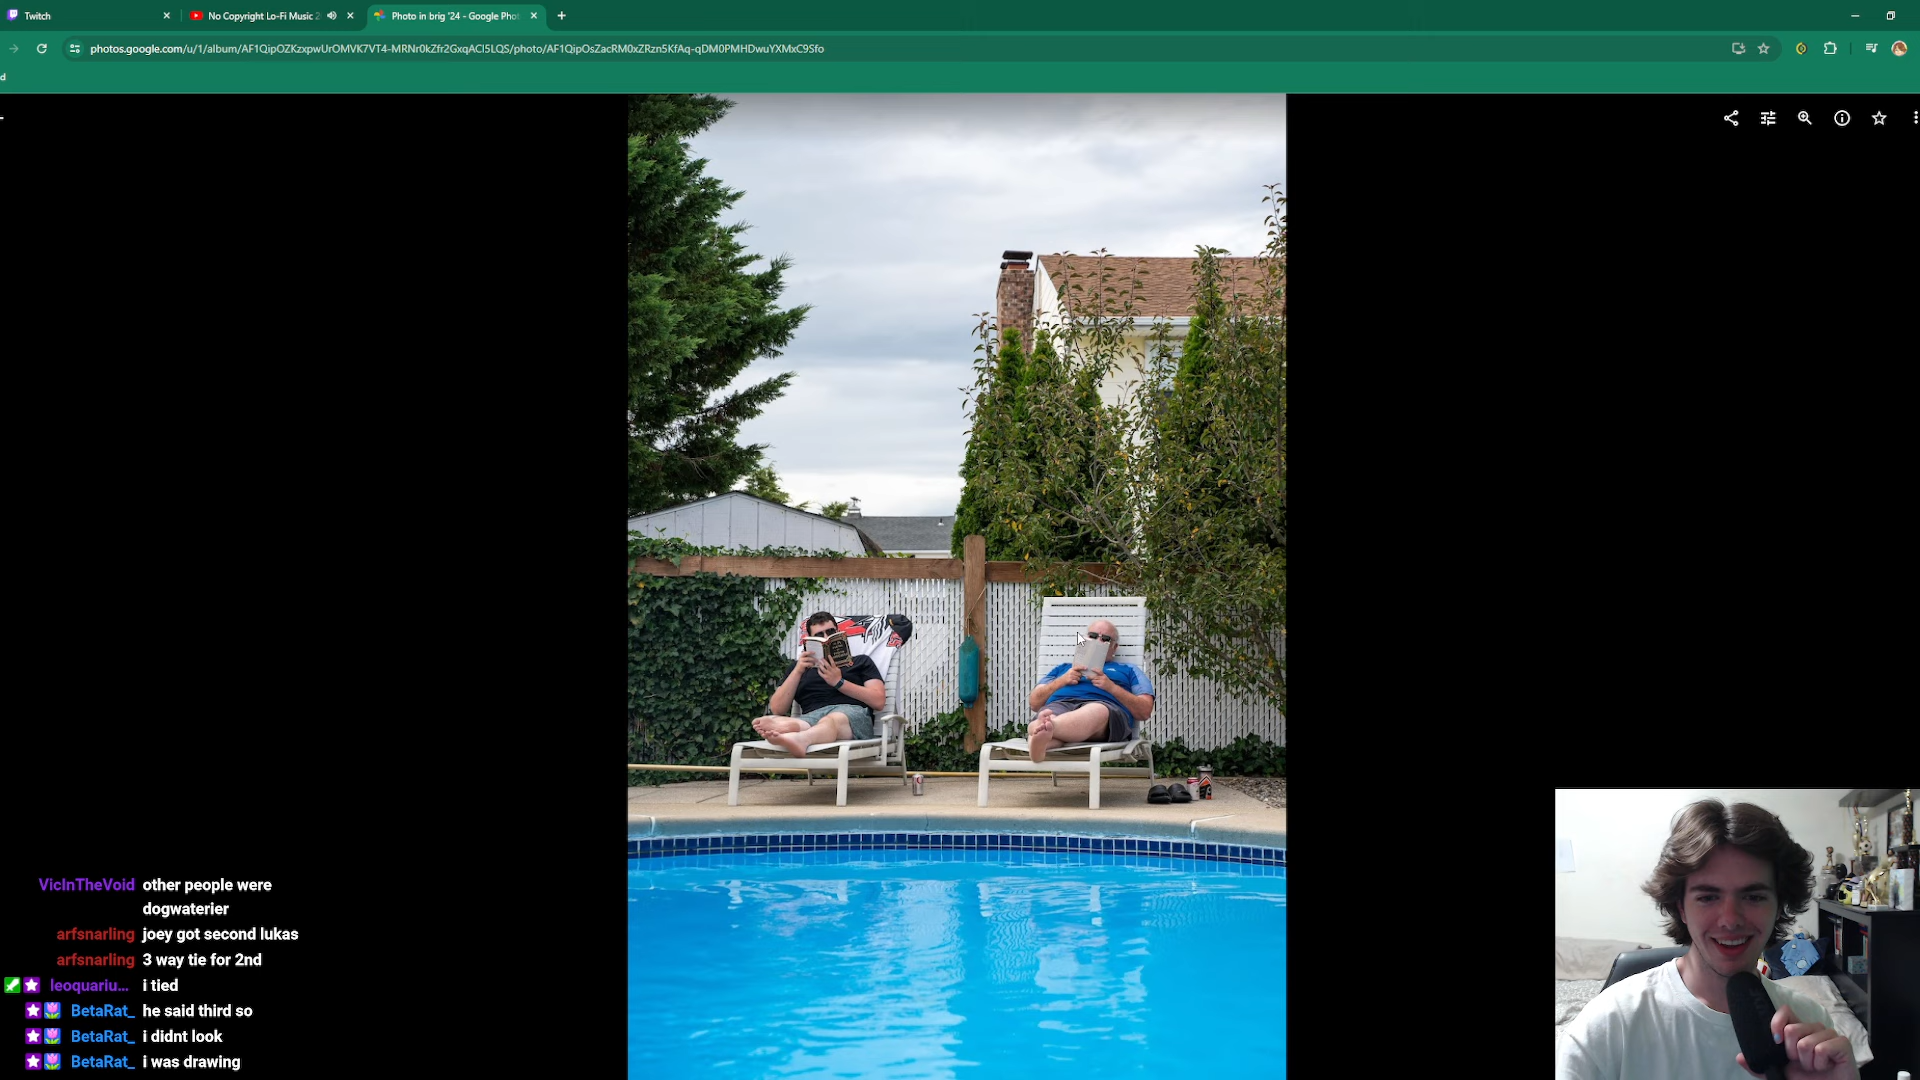 Twitch
No Copyright Lo-Fi Music 2
Photo in brig '24 - Google Phot
photos.google.com/u/1/album/AF1QipOZKzxpwUrOMVK7VT4-MRNr0kZfr2GxqACI5LQS/photo/AF1QipOsZacRM0xZRzn5KfAq-qDM0PMHDwuYXMxC9Sfo
d
VicInTheVoid other people were
dogwaterier
arfsnarling joey got second lukas
arfsnarling 3 way tie for 2nd
leoquariu... i tied
BetaRat_ he said third so
BetaRat_ i didnt look
BetaRat_ i was drawing